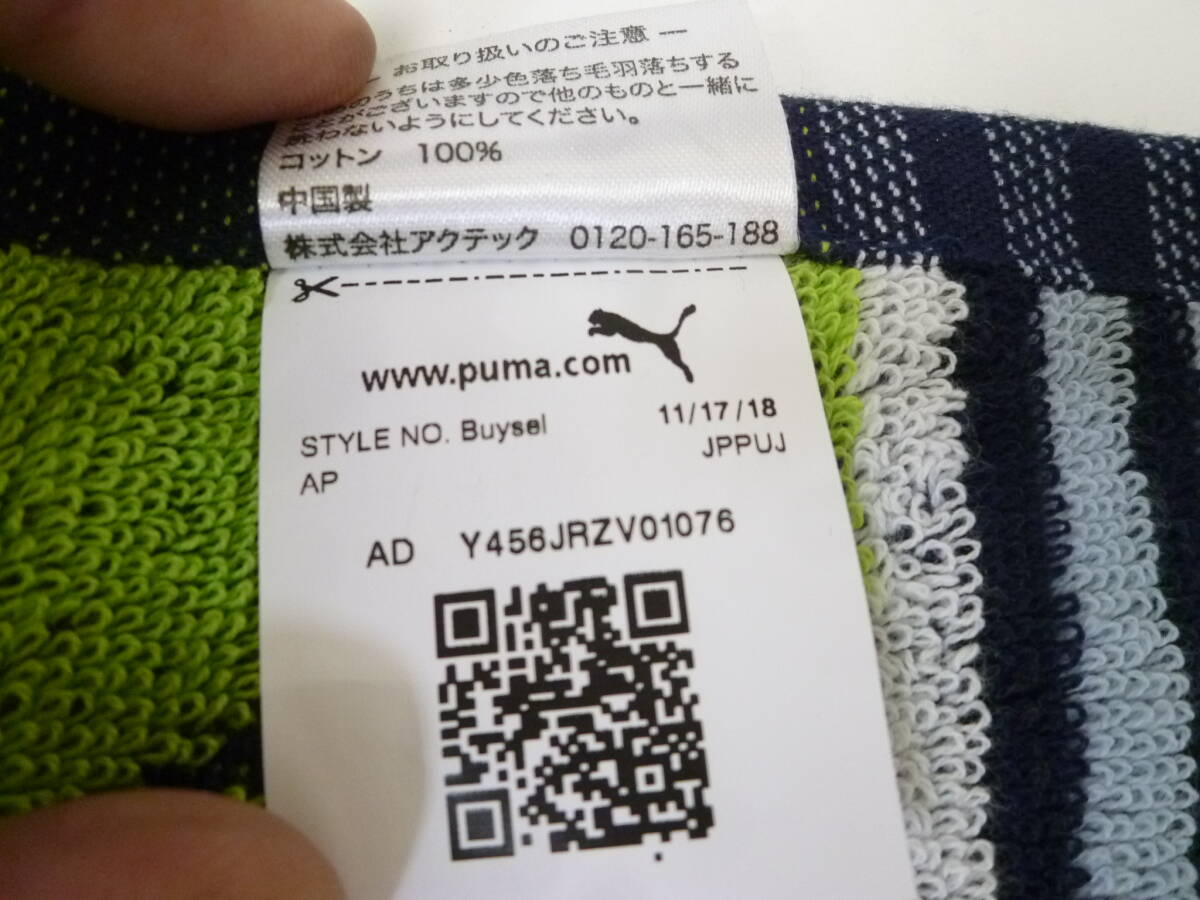 お取り扱いのご注意 —
のうちは多少色落ち毛羽落ちする
がございますので他のものと一緒に
洗わないようにしてください。
コットン 100%
中国製
株式会社アクテック 0120-165-188
www.puma.com
STYLE NO. Buysel 11/17/18
AP JPPUJ
AD Y456JRZV01076